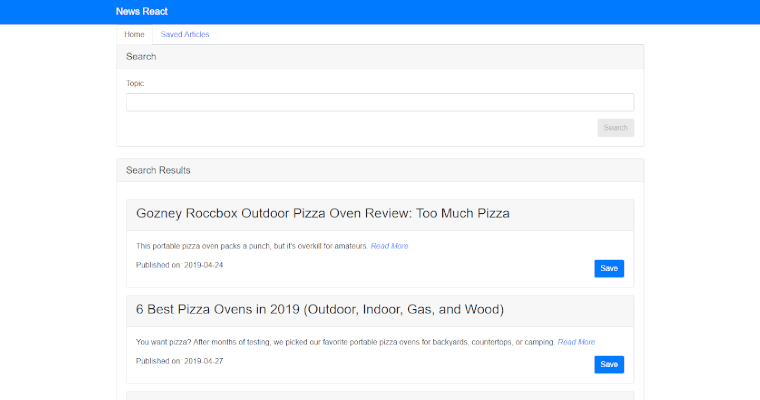 News React
Home Saved Articles
Search
Topic
Search
Search Results
Gozney Roccbox Outdoor Pizza Oven Review: Too Much Pizza
This portable pizza oven packs a punch, but it's overkill for amateurs. Read More
Published on: 2019-04-24
Save
6 Best Pizza Ovens in 2019 (Outdoor, Indoor, Gas, and Wood)
You want pizza? After months of testing, we picked our favorite portable pizza ovens for backyards, countertops, or camping. Read More
Published on: 2019-04-27
Save